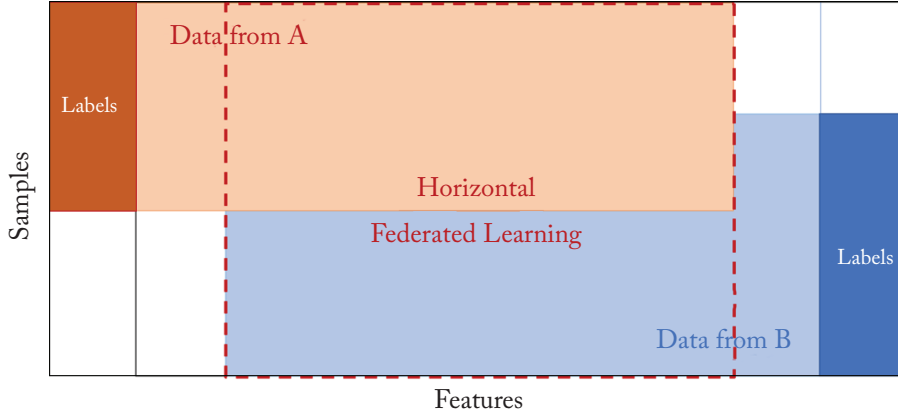 Data from A
Labels
Samples
Horizontal
Federated Learning
Labels
Data from B
Features